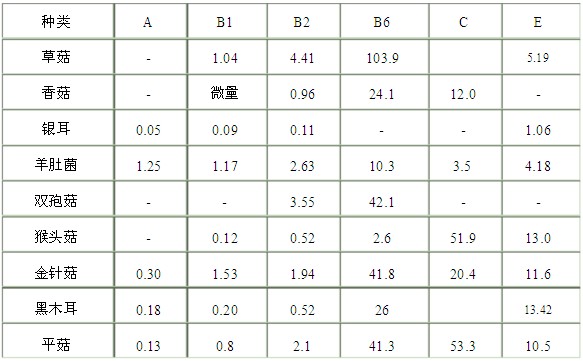 种类 A B1 B2 B6 C E
草菇 - 1.04 4.41 103.9 5.19
香菇 - 微量 0.96 24.1 12.0 -
银耳 0.05 0.09 0.11 - - 1.06
羊肚菌 1.25 1.17 2.63 10.3 3.5 4.18
双孢菇 - - 3.55 42.1 - -
猴头菇 - 0.12 0.52 2.6 51.9 13.0
金针菇 0.30 1.53 1.94 41.8 20.4 11.6
黑木耳 0.18 0.20 0.52 26 13.42
平菇 0.13 0.8 2.1 41.3 53.3 10.5